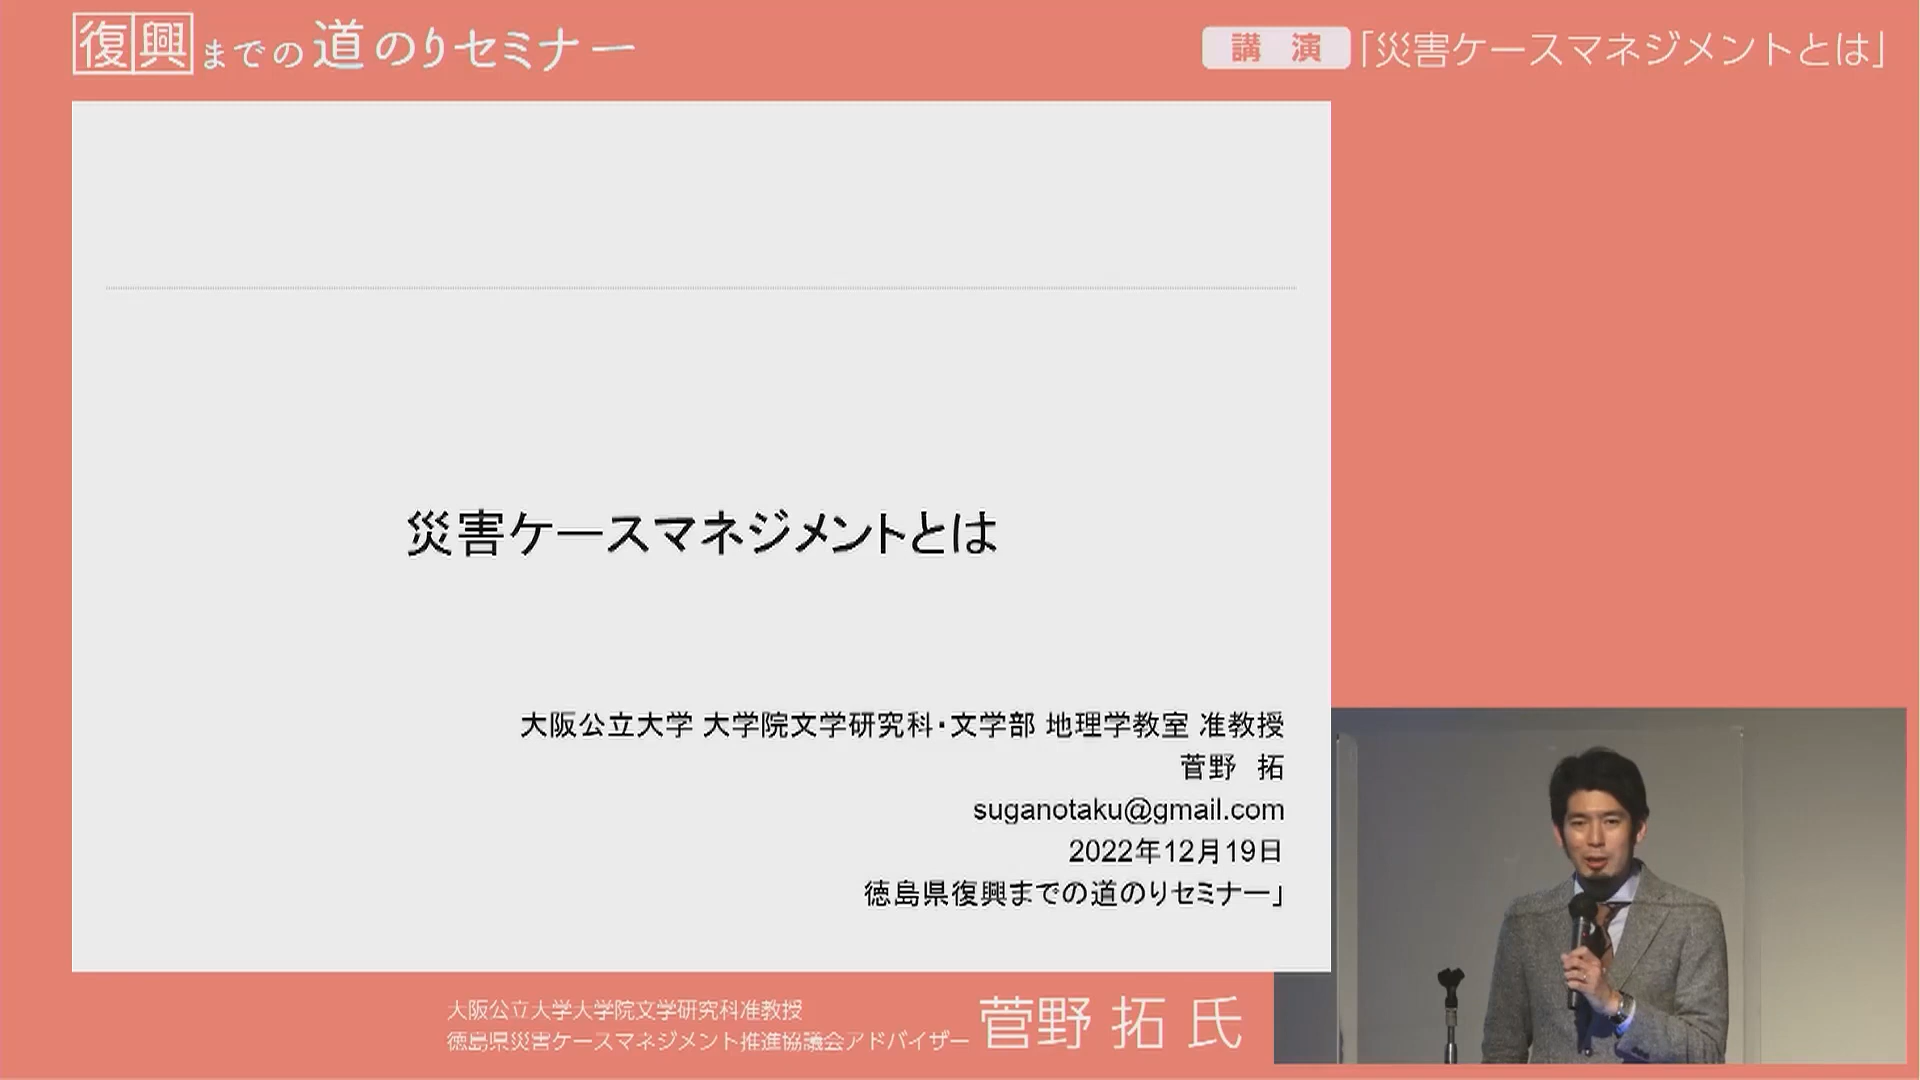 復興までの道のりセミナー
講 演 「災害ケースマネジメントとは」
災害ケースマネジメントとは
大阪公立大学 大学院文学研究科・文学部 地理学教室 准教授
菅野 拓
suganotaku@gmail.com
2022年12月19日
徳島県復興までの道のりセミナー」
大阪公立大学大学院文学研究科准教授
徳島県災害ケースマネジメント推進協議会アドバイザー
菅野 拓 氏